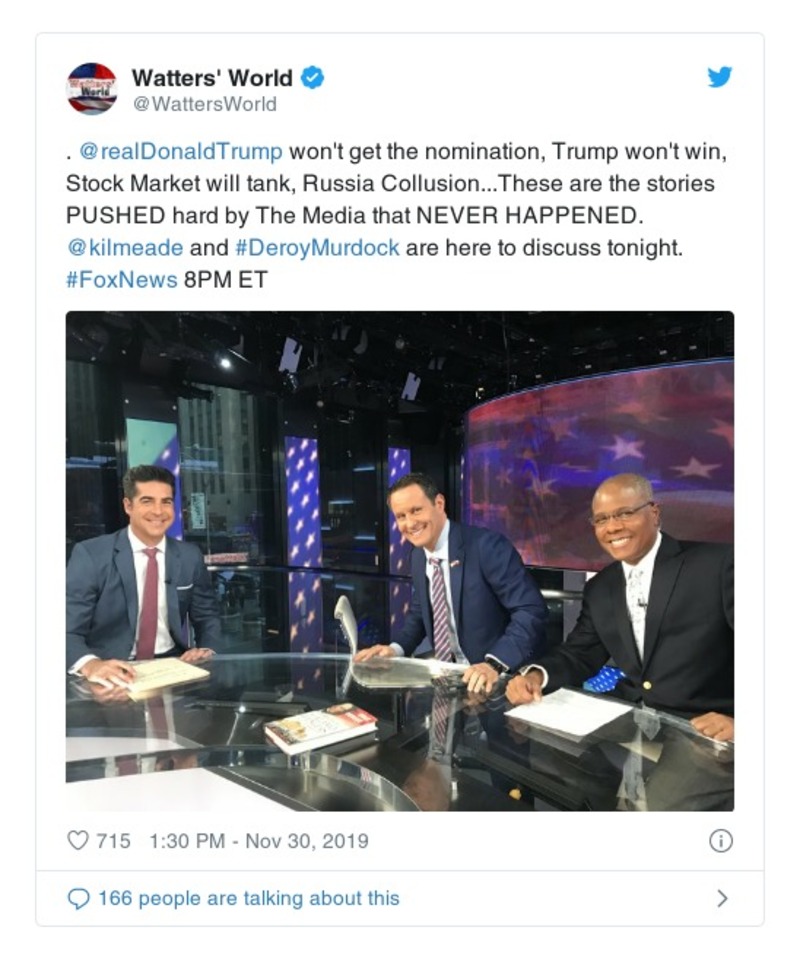 Watters' World
Watters' World
@WattersWorld
. @realDonaldTrump won't get the nomination, Trump won't win,
Stock Market will tank, Russia Collusion...These are the stories
PUSHED hard by The Media that NEVER HAPPENED.
@kilmeade and #DeroyMurdock are here to discuss tonight.
#FoxNews 8PM ET
715 1:30 PM - Nov 30, 2019
166 people are talking about this